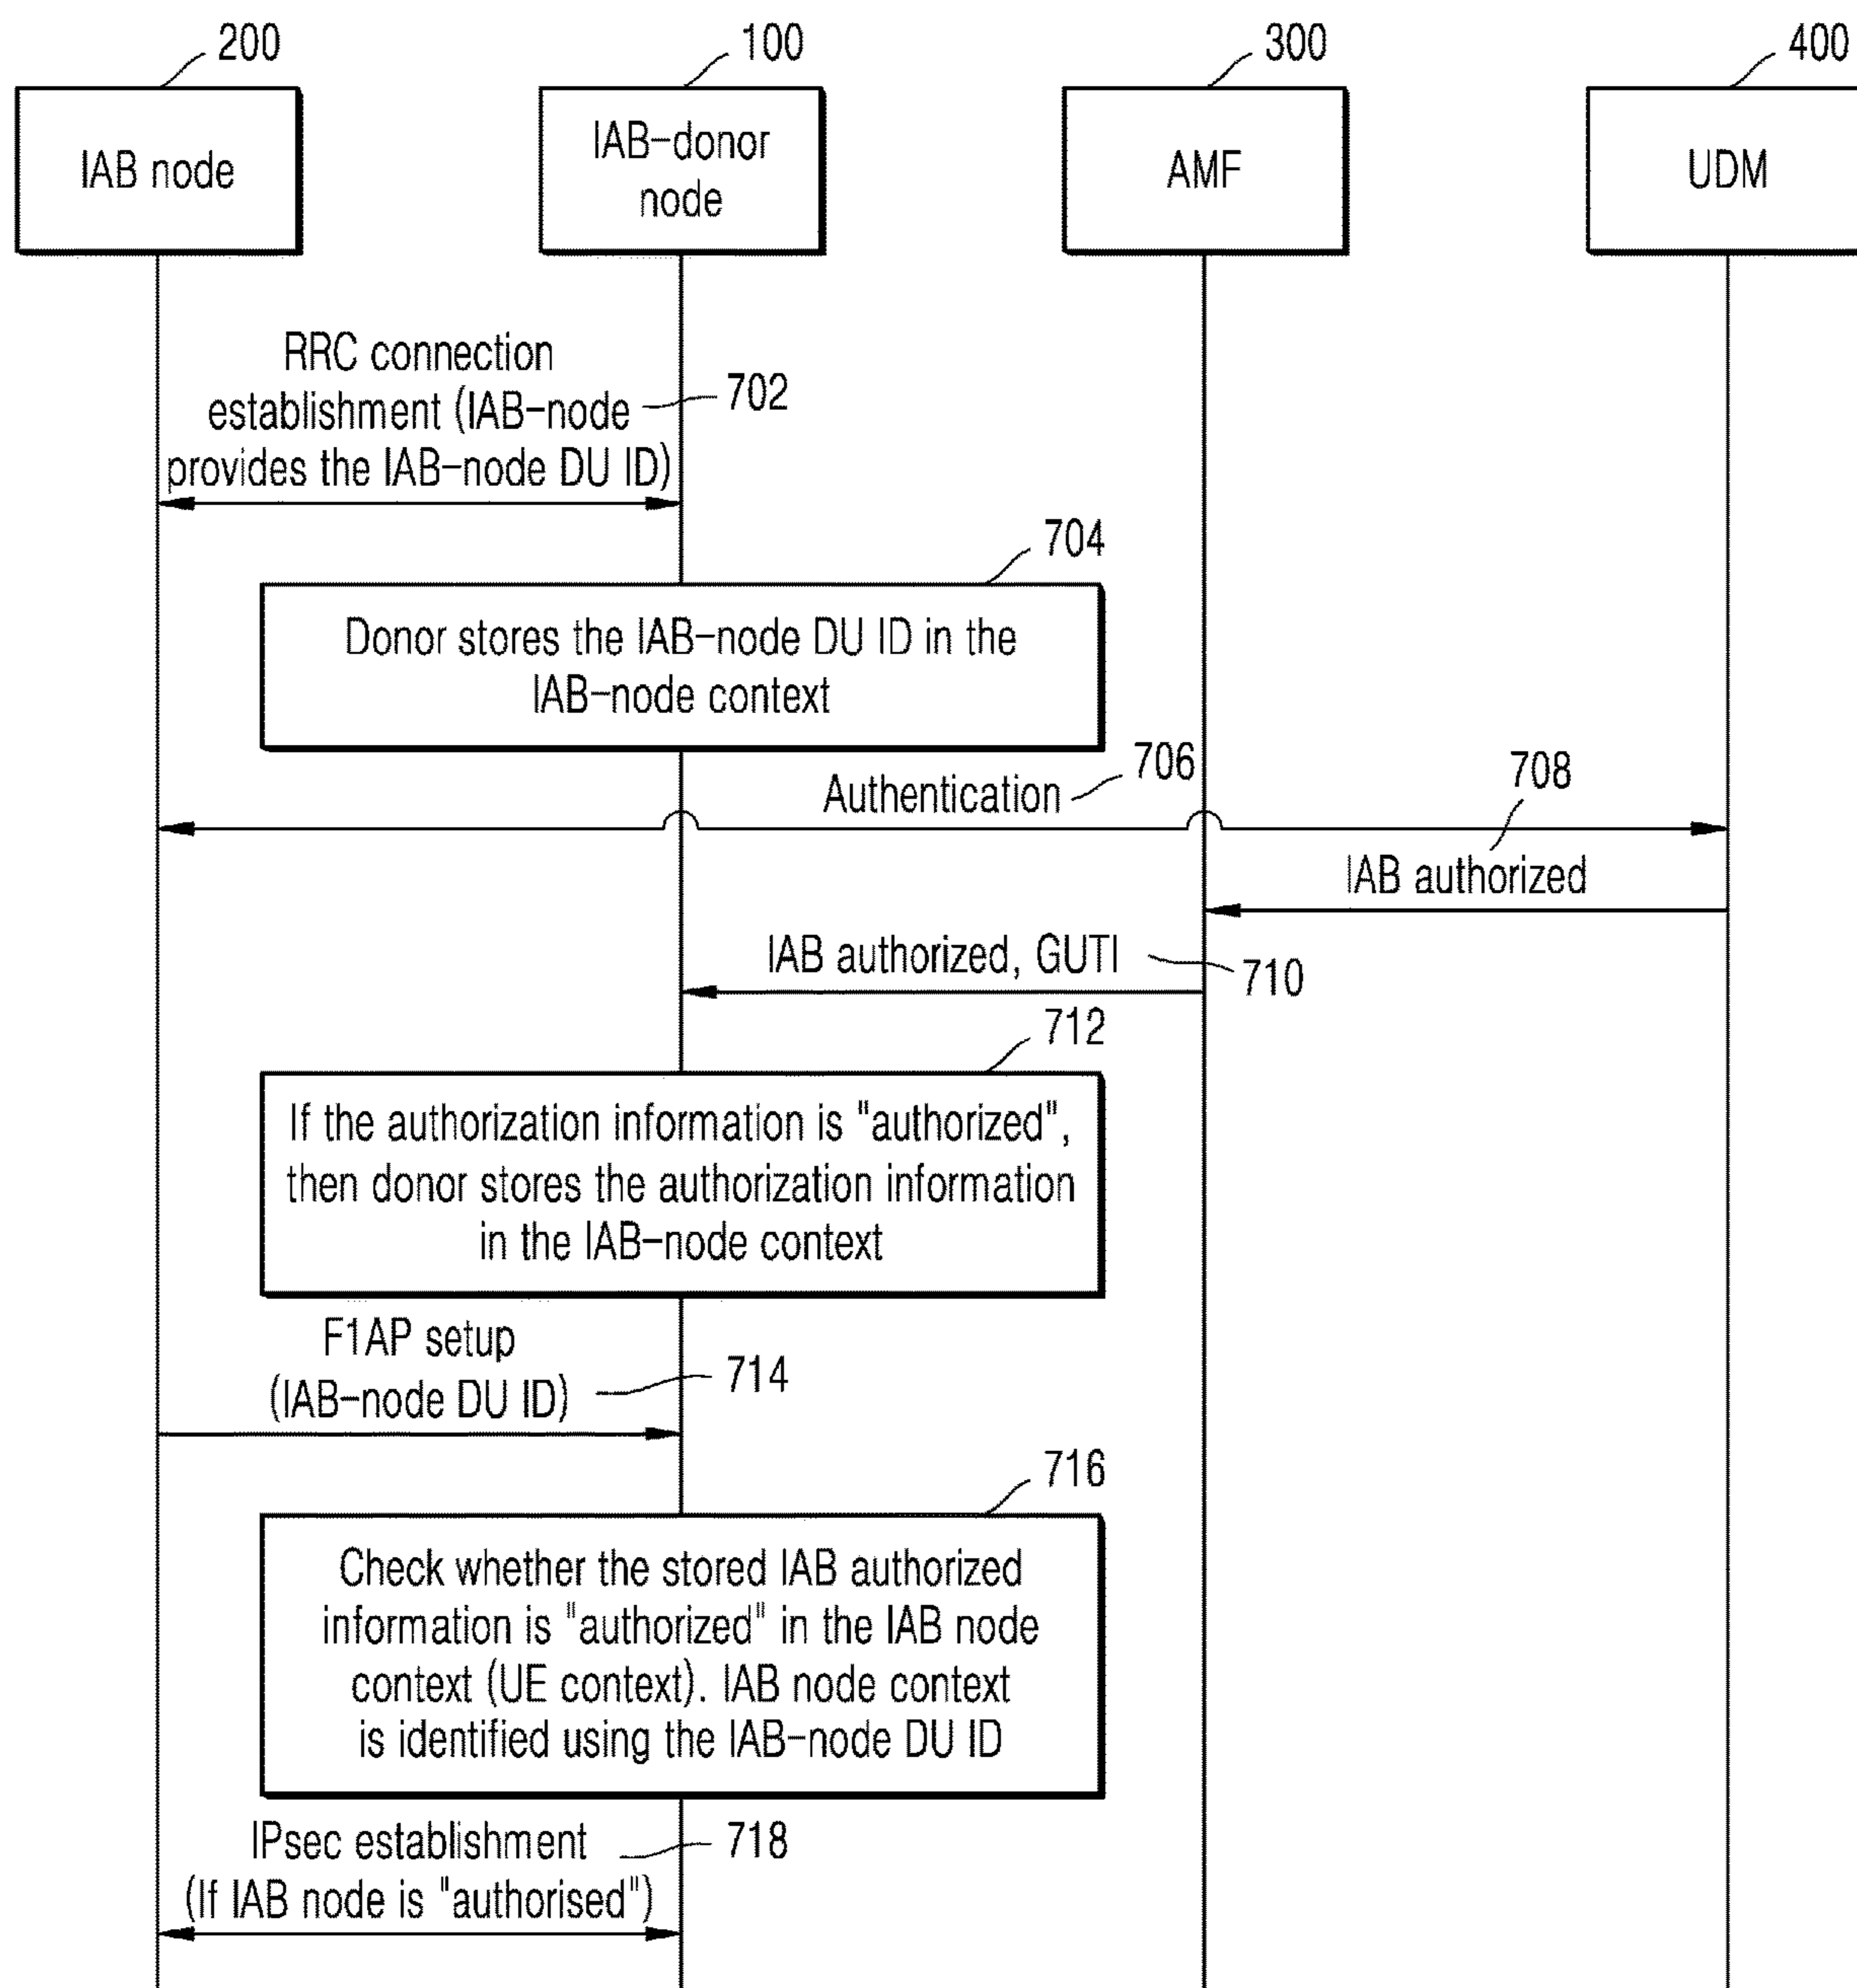 200
100
300
400
IAB node
IAB-donor
node
AMF
UDM
RRC connection
establishment (IAB-node
provides the IAB-node DU ID)
702
704
Donor stores the IAB-node DU ID in the
IAB-node context
Authentication
706
708
IAB authorized
IAB authorized, GUTI
710
712
If the authorization information is "authorized",
then donor stores the authorization information
in the IAB-node context
F1AP setup
(IAB-node DU ID)
714
716
Check whether the stored IAB authorized
information is "authorized" in the IAB node
context (UE context). IAB node context
is identified using the IAB-node DU ID
IPsec establishment
(If IAB node is "authorised")
718